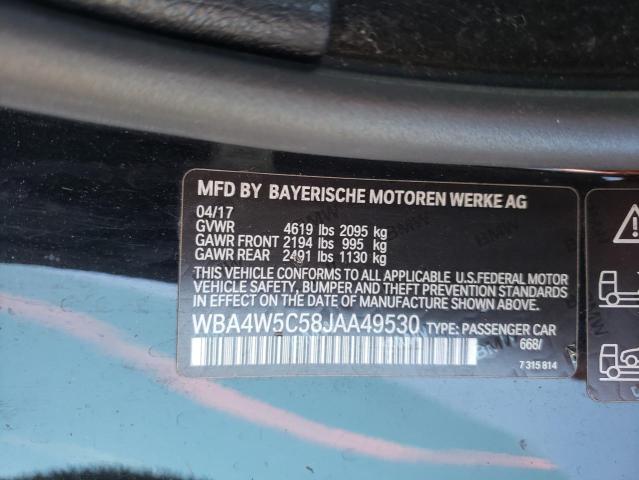 MFD BY BAYERISCHE MOTOREN WERKE AG
04/17
GVWR 4619 lbs 2095 kg
GAWR FRONT 2194 lbs 995 kg
GAWR REAR 2491 lbs 1130 kg
THIS VEHICLE CONFORMS TO ALL APPLICABLE U.S.FEDERAL MOTOR
VEHICLE SAFETY, BUMPER AND THEFT PREVENTION STANDARDS
IN EFFECT ON THE DATE OF MANUFACTURE SHOWN ABOVE.
WBA4W5C58JAA49530 TYPE: PASSENGER CAR
668/
7 315 814